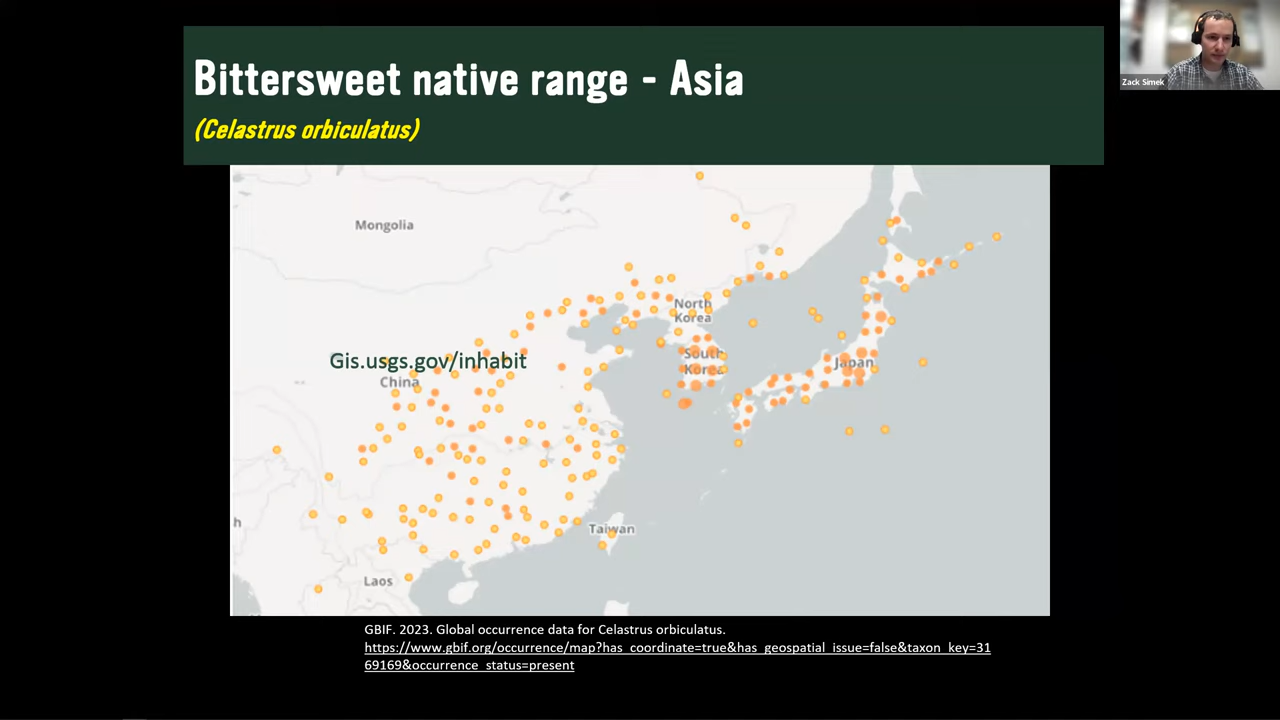 Bittersweet native range - Asia
(Celastrus orbiculatus)
Zack Simek
Mongolia
North
Korea
Gis.usgs.gov/inhabit
South
Korea
Japan
China
h
Taiwan
Laos
GBIF. 2023. Global occurrence data for Celastrus orbiculatus.
https://www.gbif.org/occurrence/map?has_coordinate=true&has_geospatial_issue=false&taxon_key=31
69169&occurrence_status=present